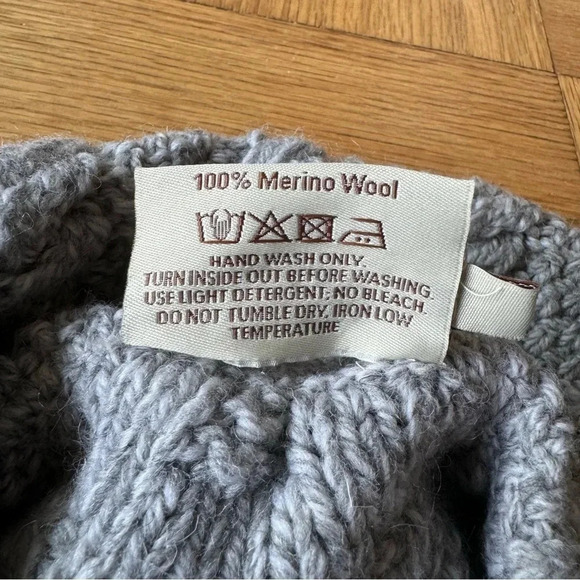 100% Merino Wool
HAND WASH ONLY.
TURN INSIDE OUT BEFORE WASHING.
USE LIGHT DETERGENT, NO BLEACH.
DO NOT TUMBLE DRY, IRON LOW
TEMPERATURE